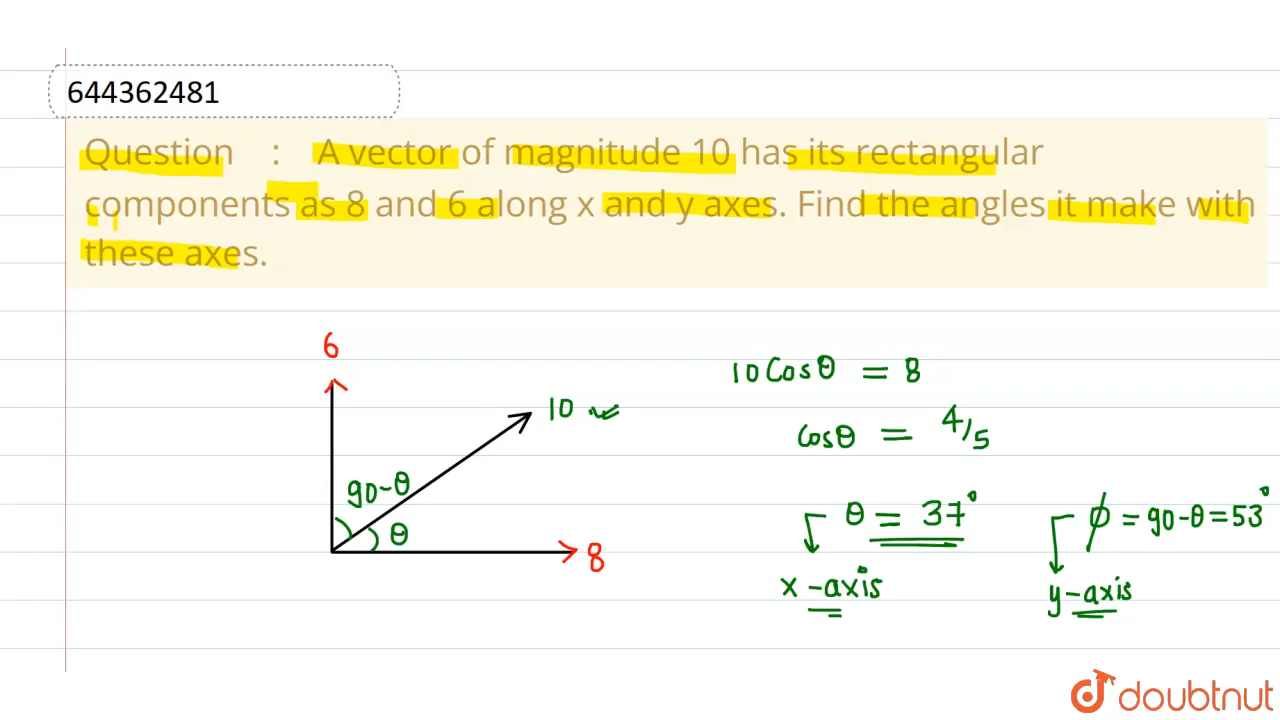 644362481
Question : A vector of magnitude 10 has its rectangular
components as 8 and 6 along x and y axes. Find the angles it make with
these axes.
6
10
90-θ
θ
8
10 Cosθ = 8
cosθ = 4/5
θ = 37°
x-axis
ϕ = 90-θ = 53°
y-axis
doubtnut